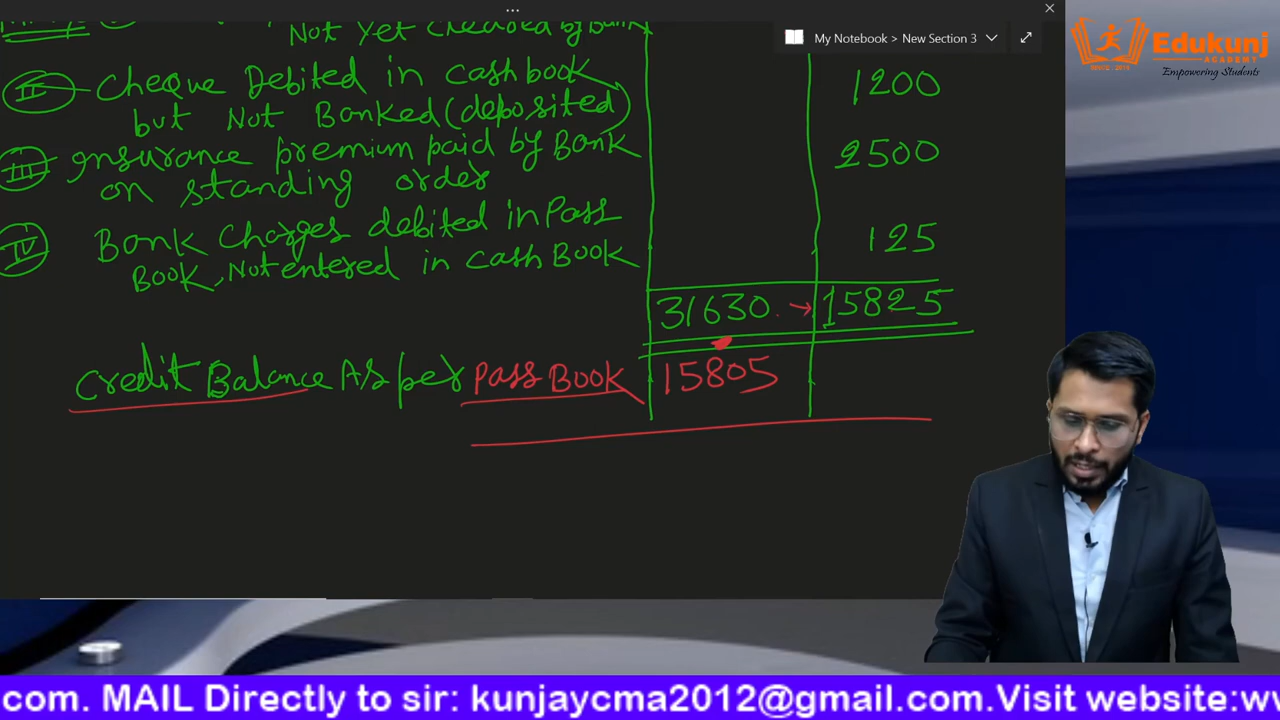 ...
My Notebook > New Section 3
Edukunj
ACADEMY
Empowering Students
Not Yet Credited by Bank
II Cheque Debited in cash book 1200
but Not Banked (deposited)
III Insurance premium paid by Bank 2500
on standing order
IV Bank Charges debited in Pass 125
Book, Not entered in cash Book
31630. → 15825
Credit Balance As per Pass Book 15805
com. MAIL Directly to sir: kunjaycma2012@gmail.com.Visit website:ww